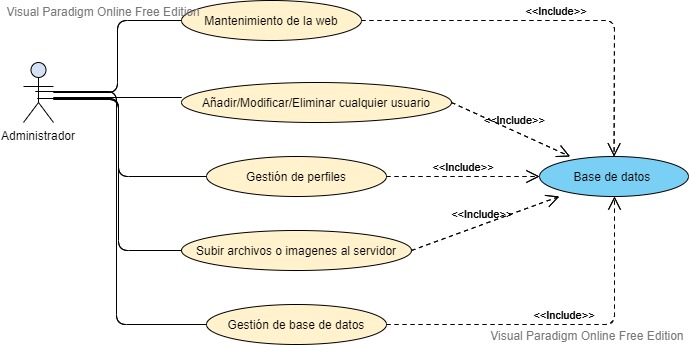 Visual Paradigm Online Free Edition
Mantenimiento de la web
<<Include>>
Administrador
Añadir/Modificar/Eliminar cualquier usuario
<<Include>>
Gestión de perfiles
<<Include>>
Base de datos
Subir archivos o imagenes al servidor
<<Include>>
Gestión de base de datos
<<Include>>
Visual Paradigm Online Free Edition